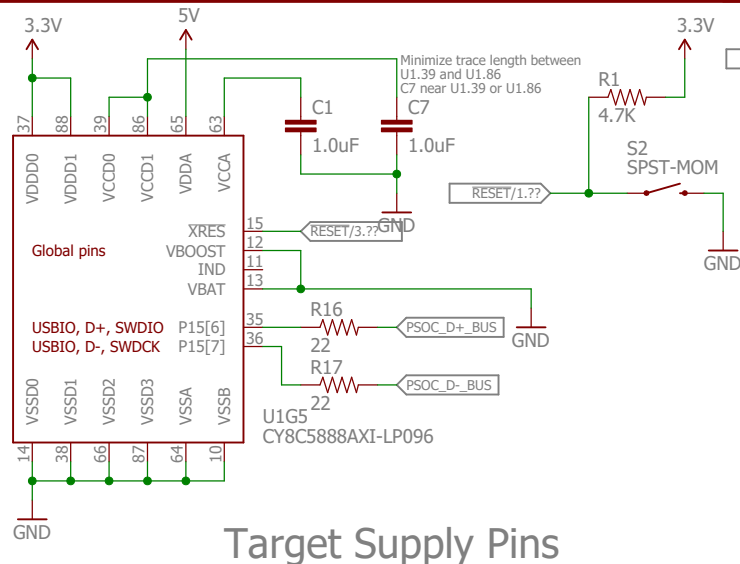 3.3V
5V
3.3V
Minimize trace length between
U1.39 and U1.86
C7 near U1.39 or U1.86
37
88
39
86
65
63
C1
1.0uF
C7
1.0uF
R1
4.7K
S2
SPST-MOM
VDDD0
VDDD1
VCCD0
VCCD1
VDDA
VCCA
RESET/1.??
GND
XRES
15
RESET/3.??
GND
Global pins
VBOOST
12
IND
11
VBAT
13
USBIO, D+, SWDIO
P15[6]
35
R16
22
PSOC_D+_BUS
GND
USBIO, D-, SWDCK
P15[7]
36
R17
22
PSOC_D-_BUS
VSSD0
VSSD1
VSSD2
VSSD3
VSSA
VSSB
U1G5
CY8C5888AXI-LP096
14
38
66
87
64
10
GND
Target Supply Pins